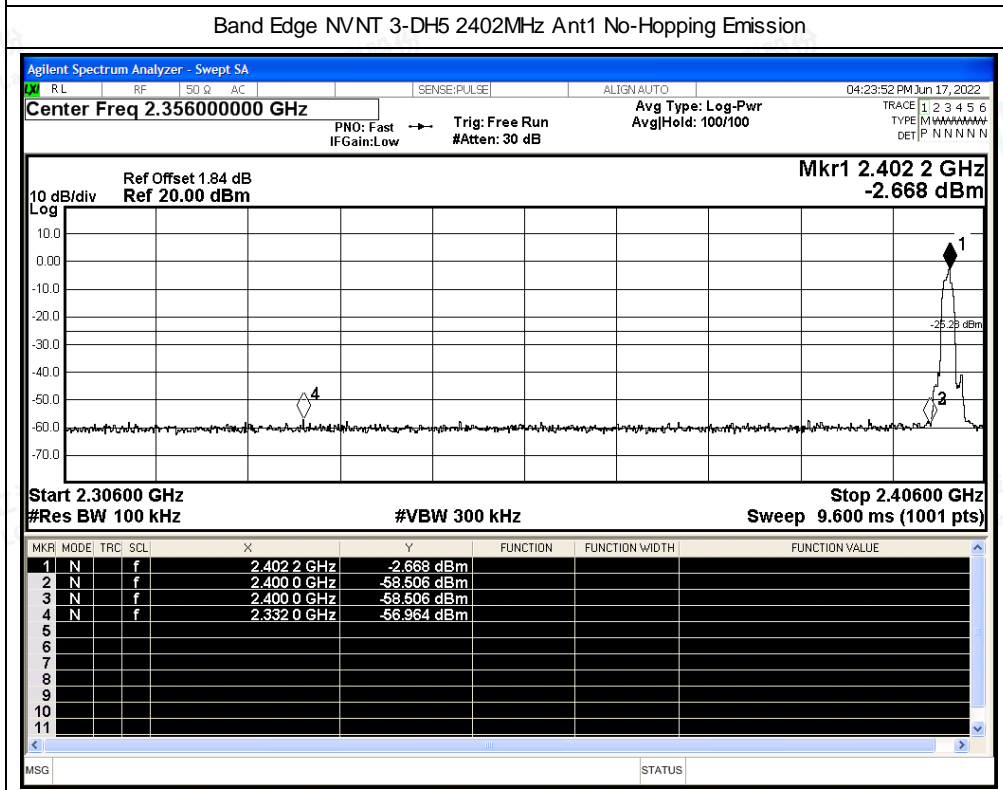 Band Edge NVNT 3-DH5 2402MHz Ant1 No-Hopping Emission
Agilent Spectrum Analyzer - Swept SA
LXI RL RF 50 Ω AC SENSE:PULSE ALIGN AUTO 04:23:52 PM Jun 17, 2022
Center Freq 2.356000000 GHz PNO: Fast Trig: Free Run Avg Type: Log-Pwr TRACE 1 2 3 4 5 6
IFGain:Low #Atten: 30 dB Avg|Hold: 100/100 TYPE M
DET P N N N N N
Mkr1 2.402 2 GHz
-2.668 dBm
Ref Offset 1.84 dB
10 dB/div Ref 20.00 dBm
Log
10.0
0.00
-10.0
-20.0
-30.0
-40.0
-50.0
-60.0
-70.0
1
-25.23 dBm
4
3
Start 2.30600 GHz Stop 2.40600 GHz
#Res BW 100 kHz #VBW 300 kHz Sweep 9.600 ms (1001 pts)
MKR MODE TRC SCL X Y FUNCTION FUNCTION WIDTH FUNCTION VALUE
1 N f 2.402 2 GHz -2.668 dBm
2 N f 2.400 0 GHz -58.506 dBm
3 N f 2.400 0 GHz -58.506 dBm
4 N f 2.332 0 GHz -56.964 dBm
5
6
7
8
9
10
11
MSG STATUS